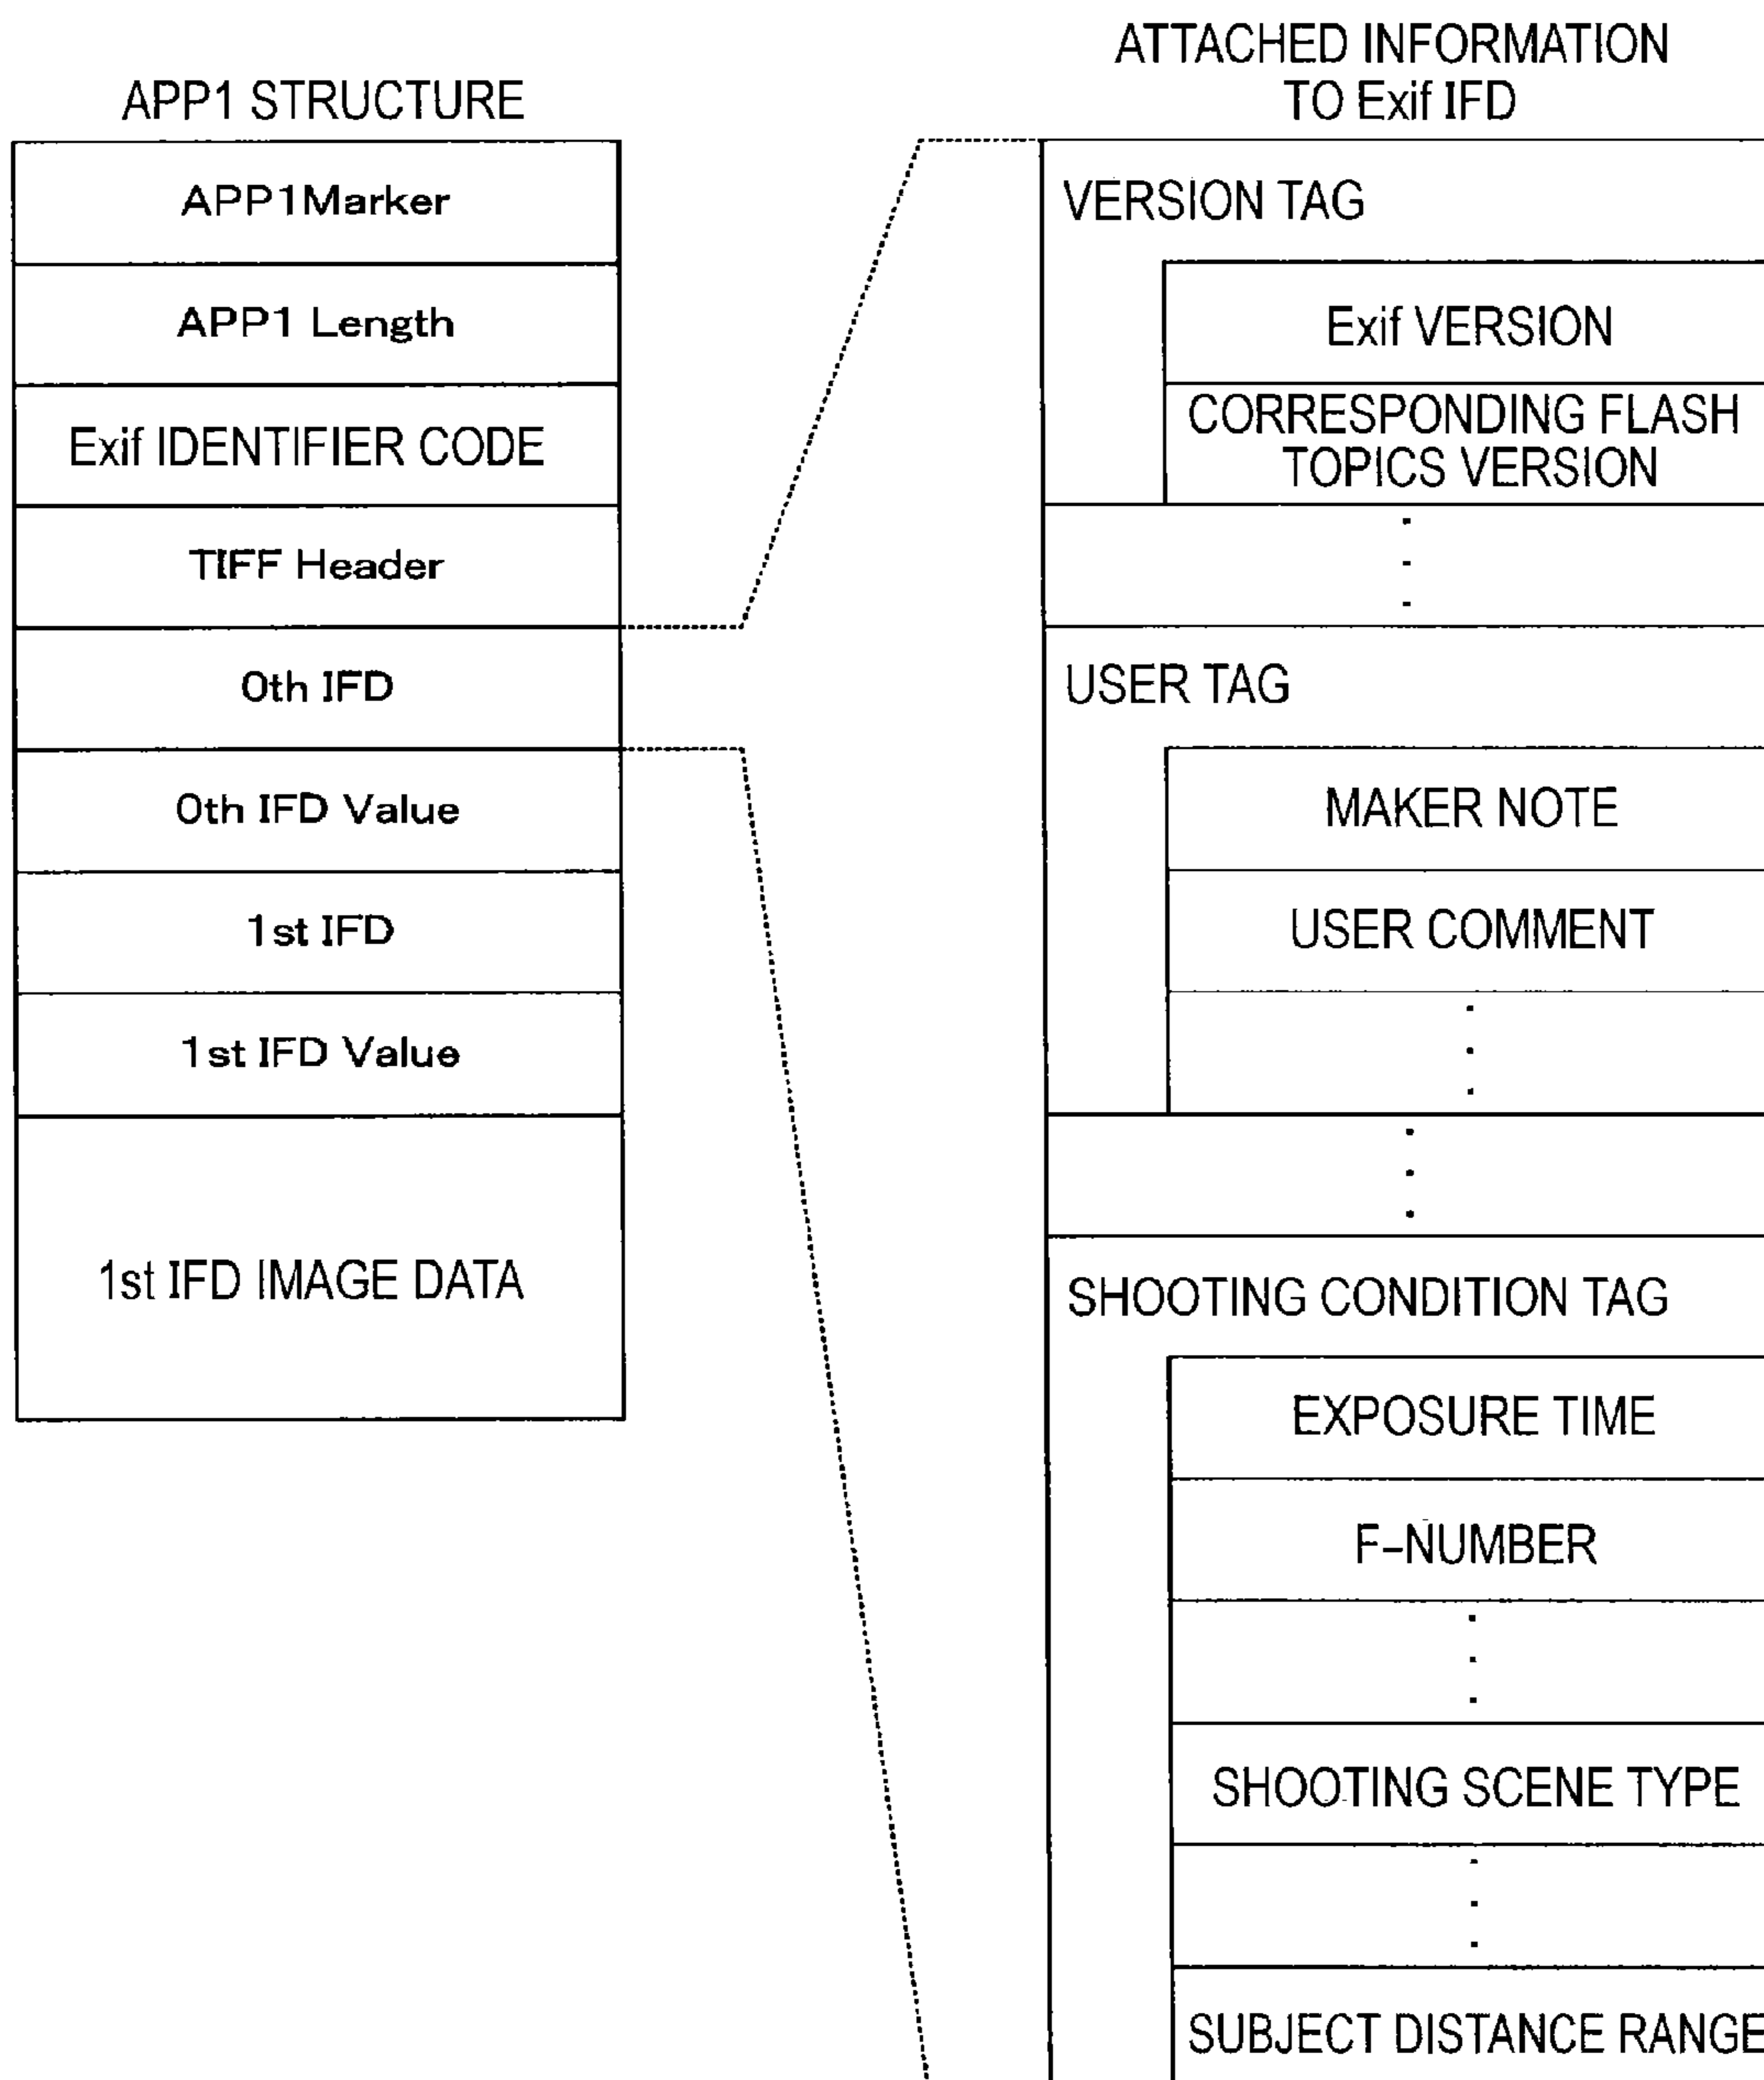 APP1 STRUCTURE
APP1Marker
APP1 Length
Exif IDENTIFIER CODE
TIFF Header
0th IFD
0th IFD Value
1st IFD
1st IFD Value
1st IFD IMAGE DATA
ATTACHED INFORMATION
TO Exif IFD
VERSION TAG
Exif VERSION
CORRESPONDING FLASH
TOPICS VERSION
USER TAG
MAKER NOTE
USER COMMENT
SHOOTING CONDITION TAG
EXPOSURE TIME
F-NUMBER
SHOOTING SCENE TYPE
SUBJECT DISTANCE RANGE